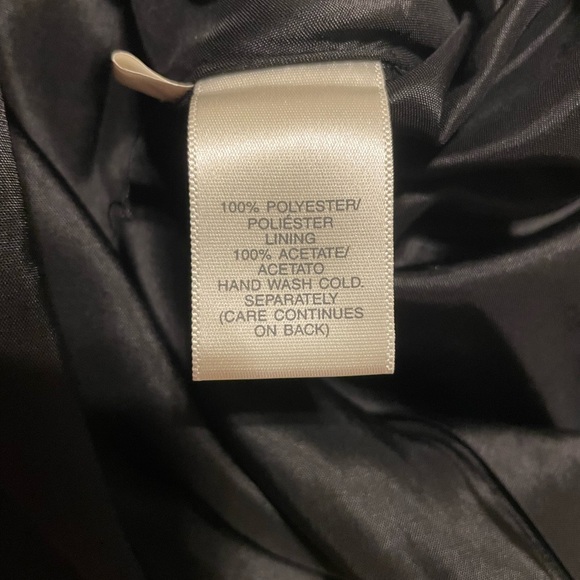 100% POLYESTER/
POLIÉSTER
LINING
100% ACETATE/
ACETATO
HAND WASH COLD.
SEPARATELY
(CARE CONTINUES
ON BACK)